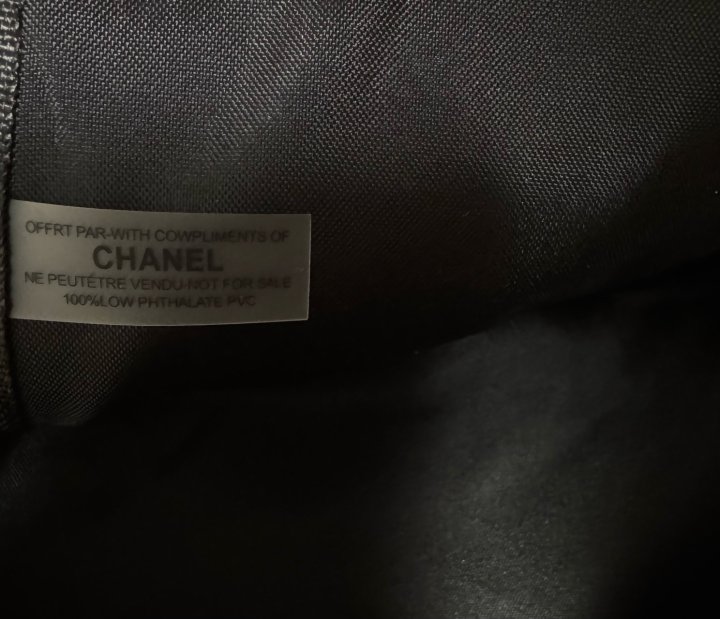 OFFRT PAR-WITH COWPLIMENTS OF
CHANEL
NE PEUTÉTRE VENDU-NOT FOR SALE
100%LOW PHTHALATE PVC